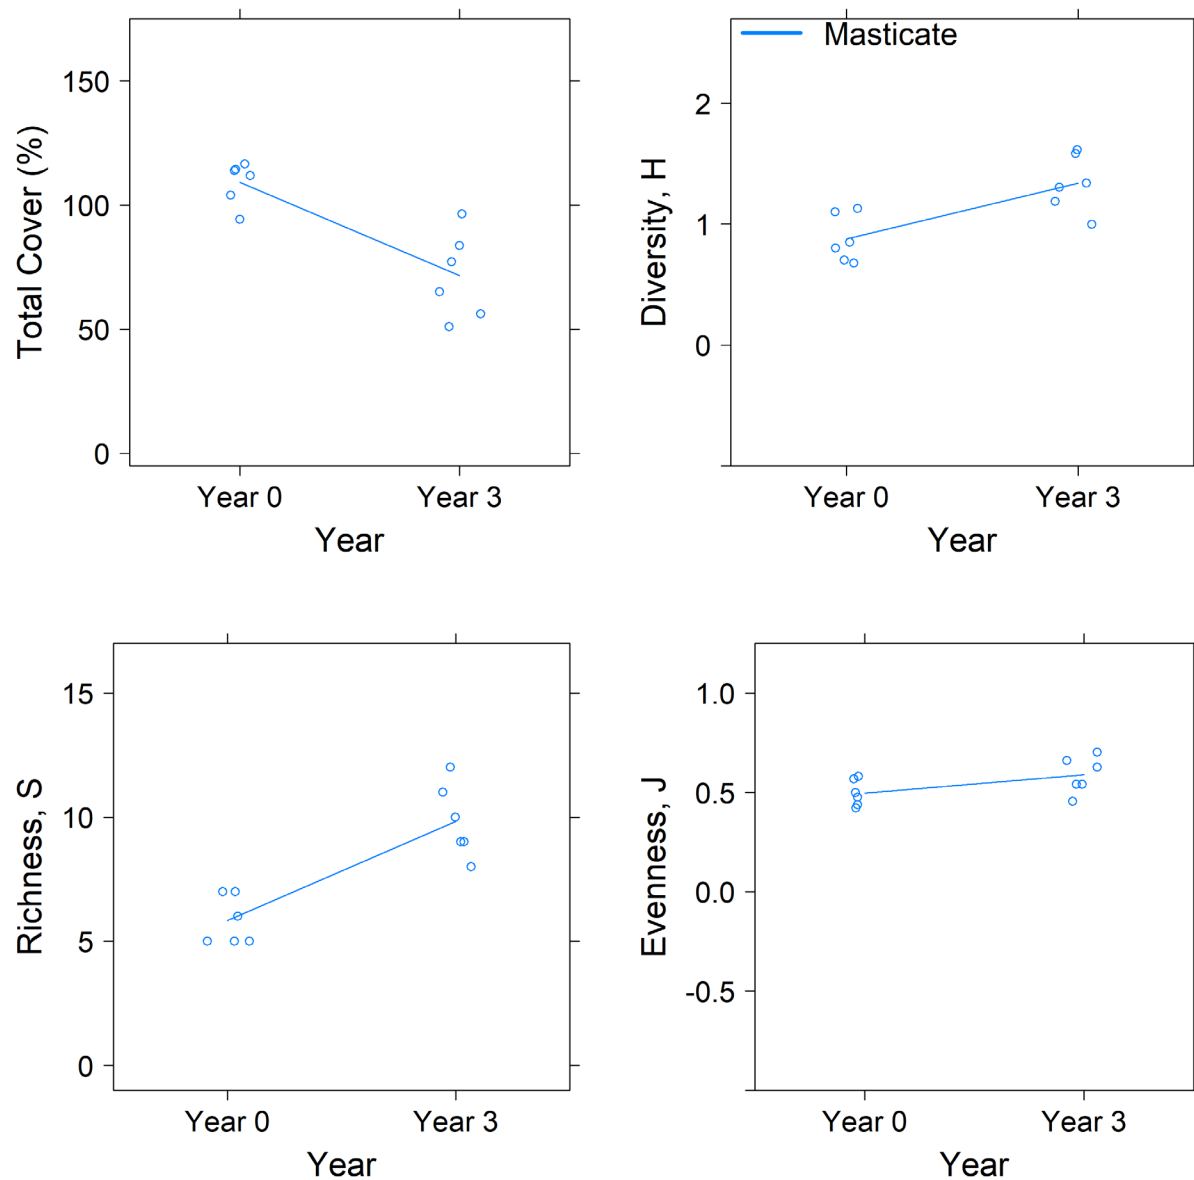 Total Cover (%)
150
100
50
0
Year 0
Year 3
Year
Masticate
Diversity, H
2
1
0
Year 0
Year 3
Year
Richness, S
15
10
5
0
Year 0
Year 3
Year
Evenness, J
1.0
0.5
0.0
-0.5
Year 0
Year 3
Year